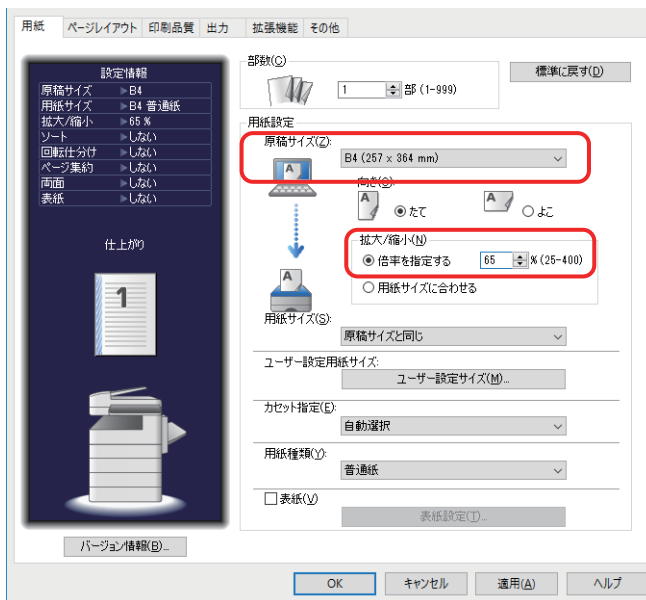 用紙 ページレイアウト 印刷品質 出力 拡張機能 その他
設定情報
原稿サイズ ▶B4
用紙サイズ ▶B4 普通紙
拡大/縮小 ▶65 %
ソート ▶しない
回転仕分け ▶しない
ページ集約 ▶しない
両面 ▶しない
表紙 ▶しない
仕上がり
1
バージョン情報(B)...
部数(C)
1 部 (1-999)
標準に戻す(D)
用紙設定
原稿サイズ(Z):
A
B4 (257 x 364 mm)
向き(O):
A たて A よこ
拡大/縮小(N)
倍率を指定する 65 % (25-400)
用紙サイズに合わせる
A
用紙サイズ(S):
原稿サイズと同じ
ユーザー設定用紙サイズ:
ユーザー設定サイズ(M)...
カセット指定(E):
自動選択
用紙種類(Y):
普通紙
表紙(V)
表紙設定(T)...
OK キャンセル 適用(A) ヘルプ